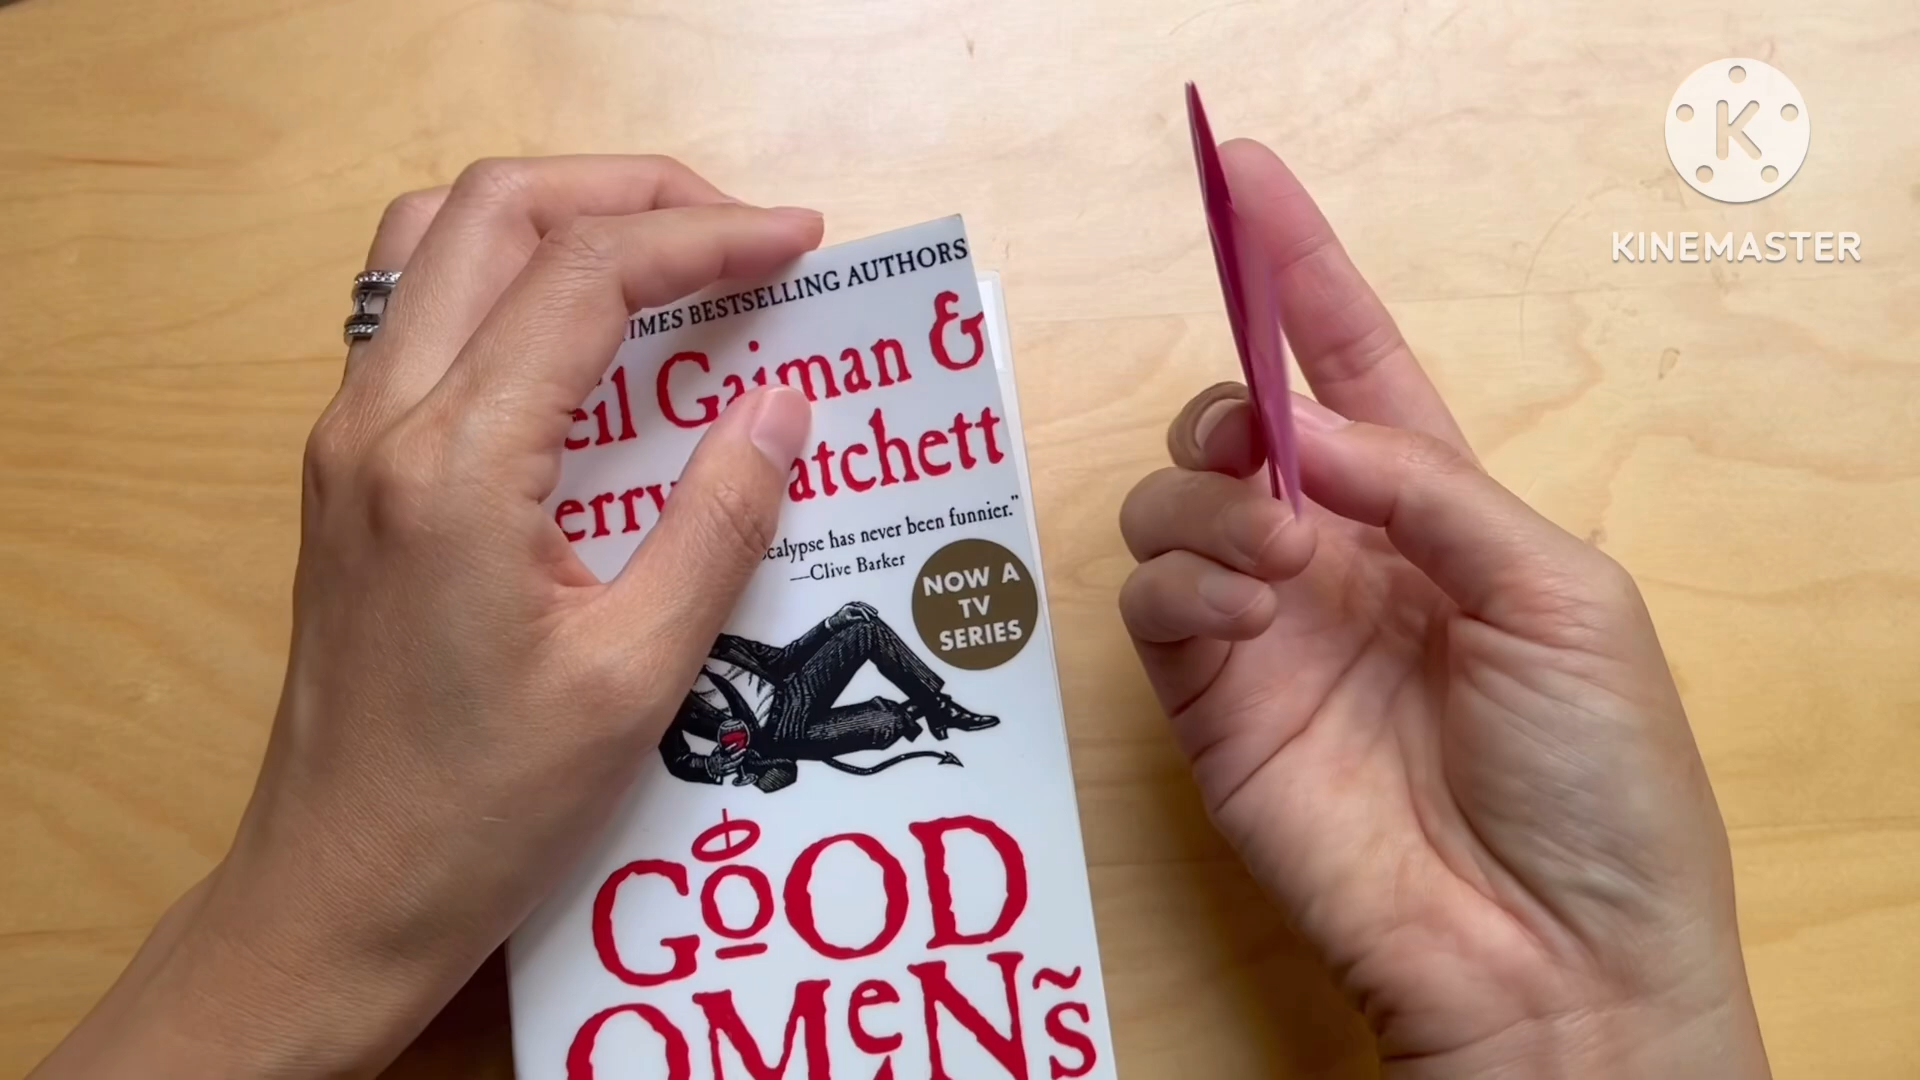 TIMES BESTSELLING AUTHORS
eil Gaiman &
erry atchett
calypse has never been funnier."
—Clive Barker
NOW A
TV
SERIES
GOOD
OMENS
K
KINEMASTER